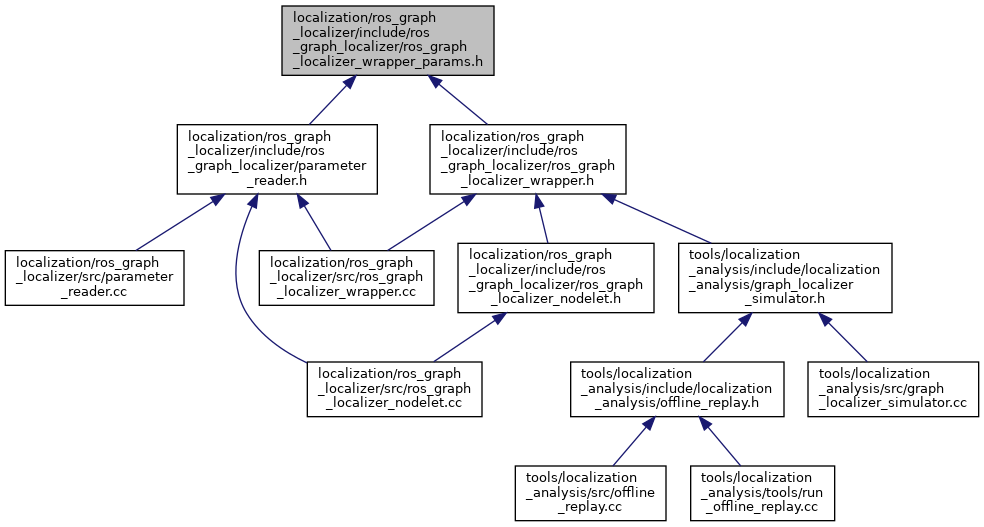 localization/ros_graph
_localizer/include/ros
_graph_localizer/ros_graph
_localizer_wrapper_params.h
localization/ros_graph
_localizer/include/ros
_graph_localizer/parameter
_reader.h
localization/ros_graph
_localizer/include/ros
_graph_localizer/ros_graph
_localizer_wrapper.h
localization/ros_graph
_localizer/src/parameter
_reader.cc
localization/ros_graph
_localizer/src/ros_graph
_localizer_wrapper.cc
localization/ros_graph
_localizer/include/ros
_graph_localizer/ros_graph
_localizer_nodelet.h
tools/localization
_analysis/include/localization
_analysis/graph_localizer
_simulator.h
localization/ros_graph
_localizer/src/ros_graph
_localizer_nodelet.cc
tools/localization
_analysis/include/localization
_analysis/offline_replay.h
tools/localization
_analysis/src/graph
_localizer_simulator.cc
tools/localization
_analysis/src/offline
_replay.cc
tools/localization
_analysis/tools/run
_offline_replay.cc